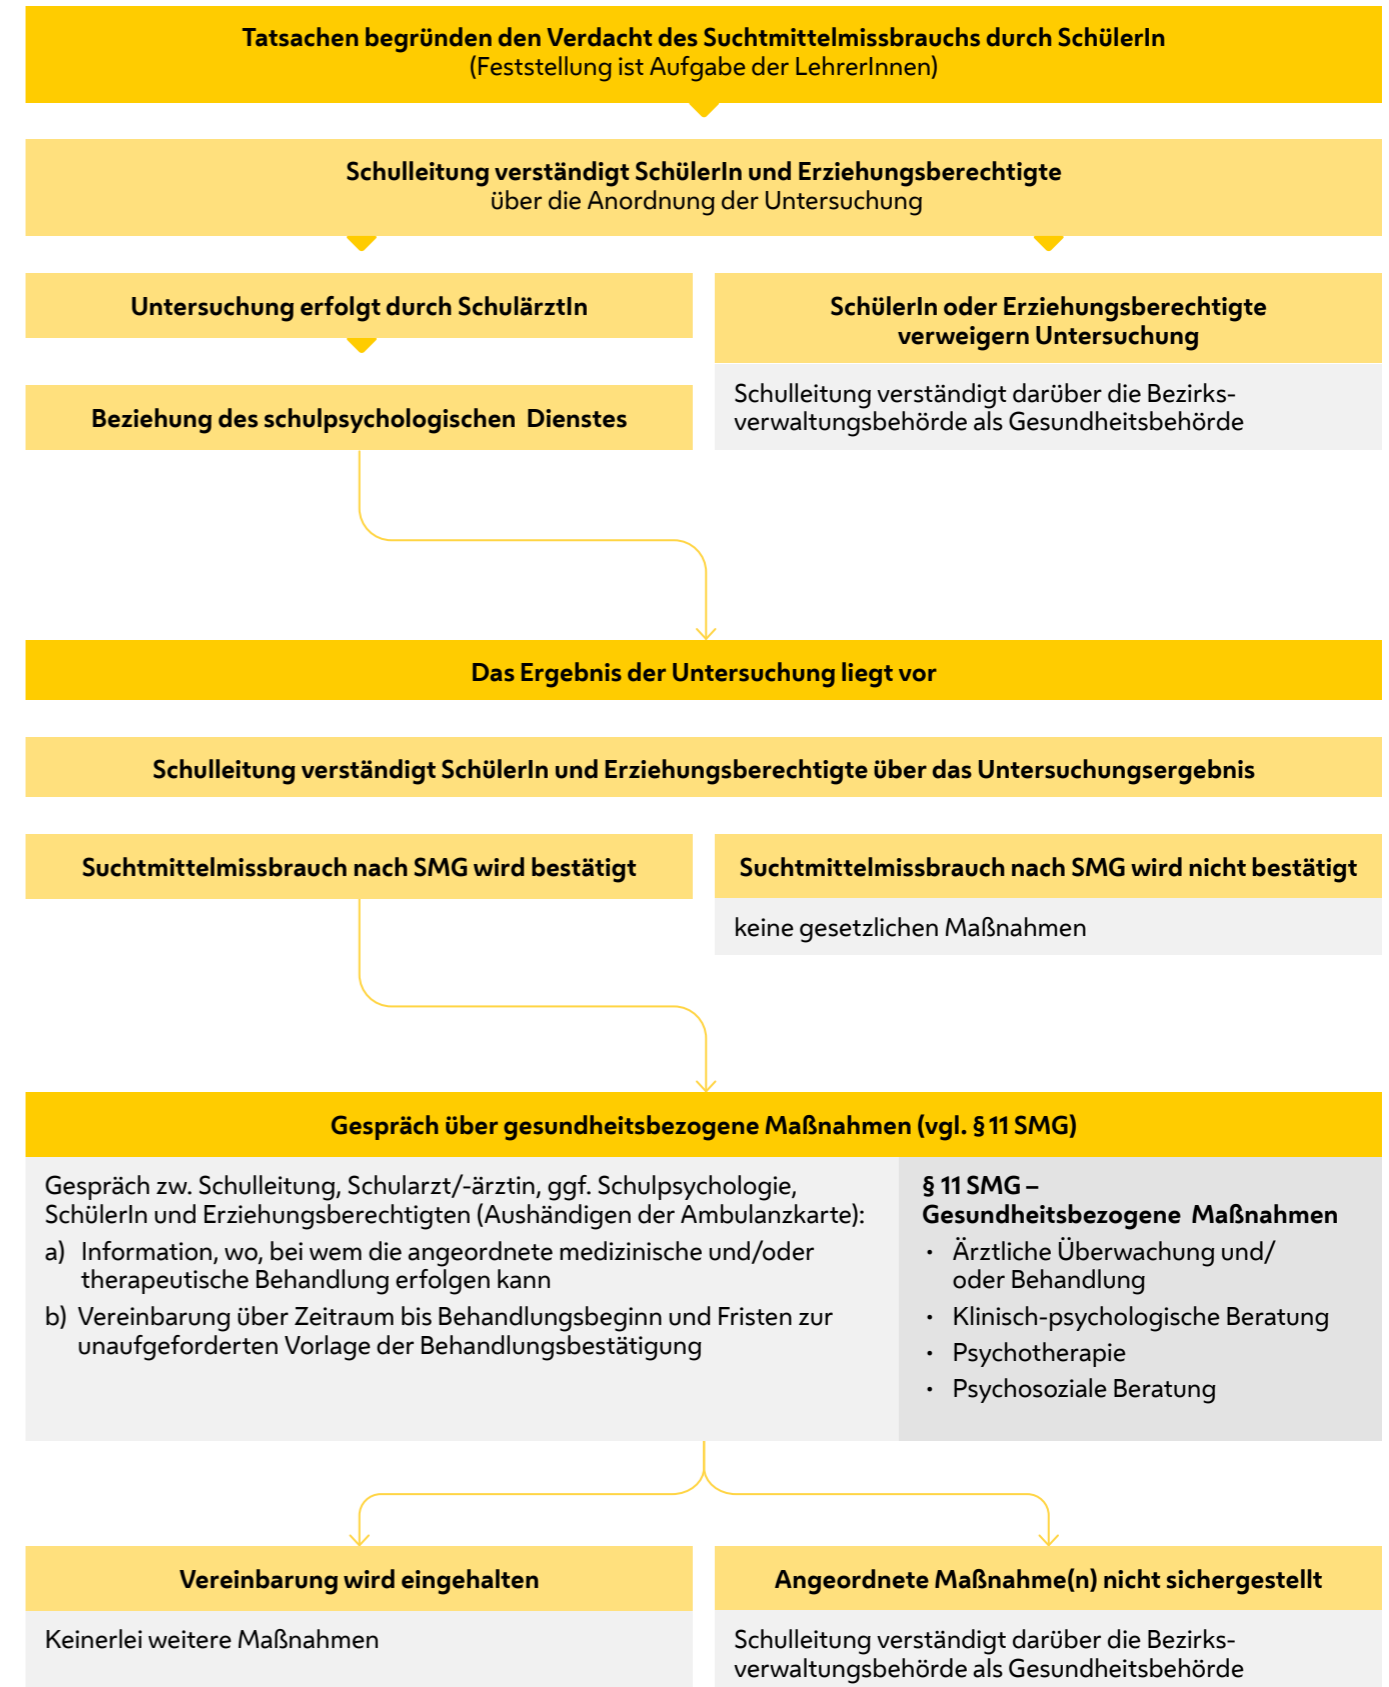 Tatsachen begründen den Verdacht des Suchtmittelmissbrauchs durch SchülerIn
(Feststellung ist Aufgabe der LehrerInnen)
Schulleitung verständigt SchülerIn und Erziehungsberechtigte
über die Anordnung der Untersuchung
Untersuchung erfolgt durch SchulärztIn
Beziehung des schulpsychologischen Dienstes
SchülerIn oder Erziehungsberechtigte
verweigern Untersuchung
Schulleitung verständigt darüber die Bezirks-
verwaltungsbehörde als Gesundheitsbehörde
Das Ergebnis der Untersuchung liegt vor
Schulleitung verständigt SchülerIn und Erziehungsberechtigte über das Untersuchungsergebnis
Suchtmittelmissbrauch nach SMG wird bestätigt
Suchtmittelmissbrauch nach SMG wird nicht bestätigt
keine gesetzlichen Maßnahmen
Gespräch über gesundheitsbezogene Maßnahmen (vgl. § 11 SMG)
Gespräch zw. Schulleitung, Schularzt/-ärztin, ggf. Schulpsychologie,
SchülerIn und Erziehungsberechtigten (Aushändigen der Ambulanzkarte):
a) Information, wo, bei wem die angeordnete medizinische und/oder
therapeutische Behandlung erfolgen kann
b) Vereinbarung über Zeitraum bis Behandlungsbeginn und Fristen zur
unaufgeforderten Vorlage der Behandlungsbestätigung
§ 11 SMG –
Gesundheitsbezogene Maßnahmen
· Ärztliche Überwachung und/
oder Behandlung
· Klinisch-psychologische Beratung
· Psychotherapie
· Psychosoziale Beratung
Vereinbarung wird eingehalten
Keinerlei weitere Maßnahmen
Angeordnete Maßnahme(n) nicht sichergestellt
Schulleitung verständigt darüber die Bezirks-
verwaltungsbehörde als Gesundheitsbehörde